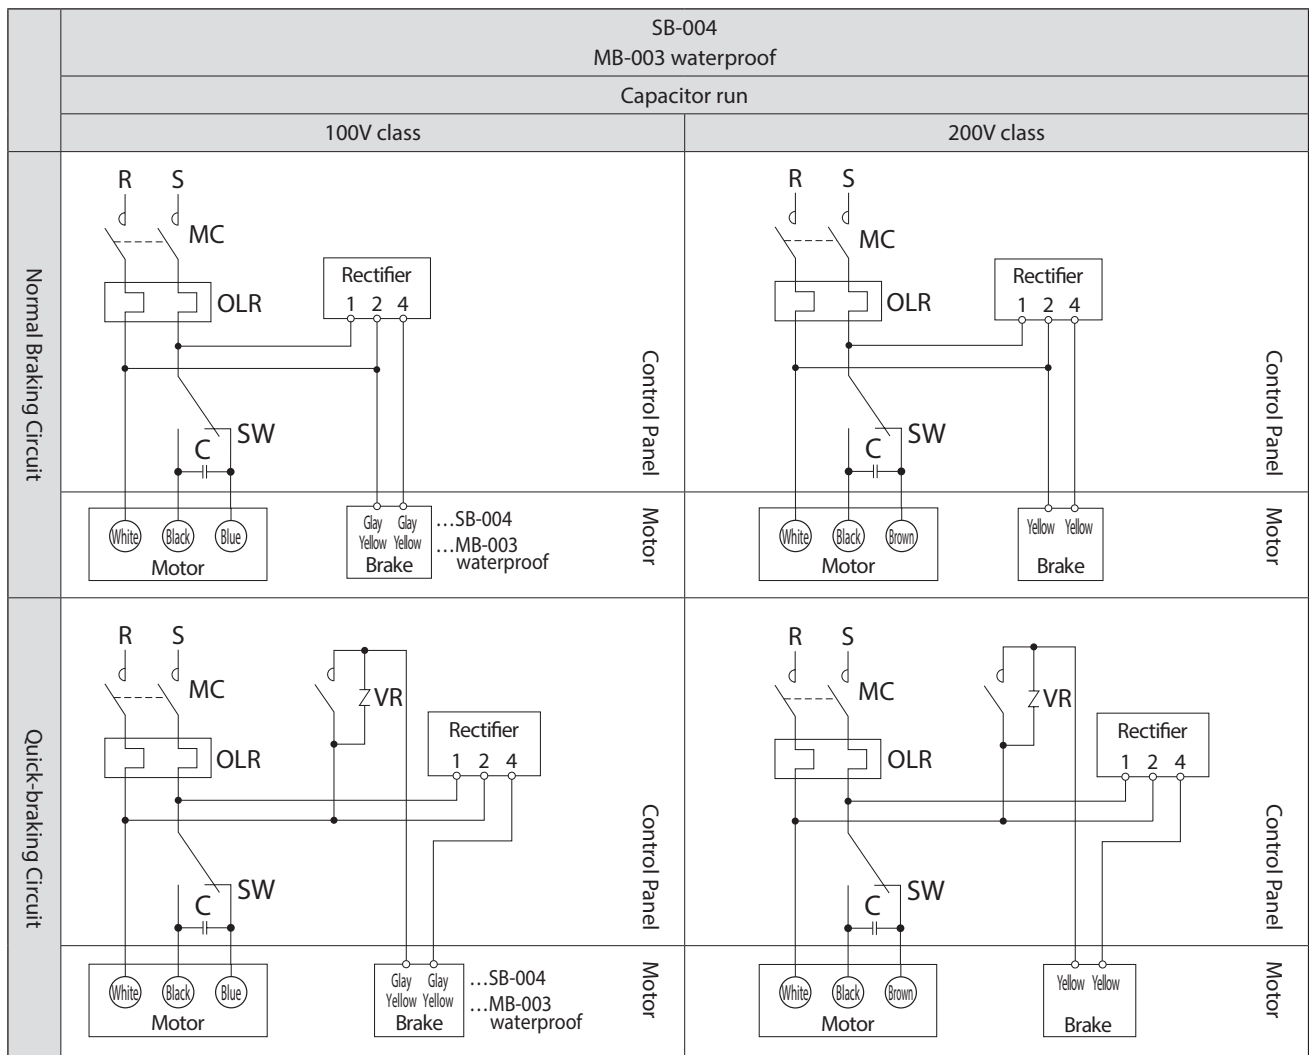 SB-004
MB-003 waterproof
Capacitor run
100V class
200V class
Normal Braking Circuit
R S
MC
OLR
Rectifier
1 2 4
SW
C
Control Panel
White Black Blue
Motor
Glay Glay …SB-004
Yellow Yellow …MB-003
waterproof
Brake
Motor
R S
MC
OLR
Rectifier
1 2 4
SW
C
Control Panel
White Black Brown
Motor
Yellow Yellow
Brake
Motor
Quick-braking Circuit
R S
MC
VR
OLR
Rectifier
1 2 4
SW
C
Control Panel
White Black Blue
Motor
Glay Glay …SB-004
Yellow Yellow …MB-003
waterproof
Brake
Motor
R S
MC
VR
OLR
Rectifier
1 2 4
SW
C
Control Panel
White Black Brown
Motor
Yellow Yellow
Brake
Motor